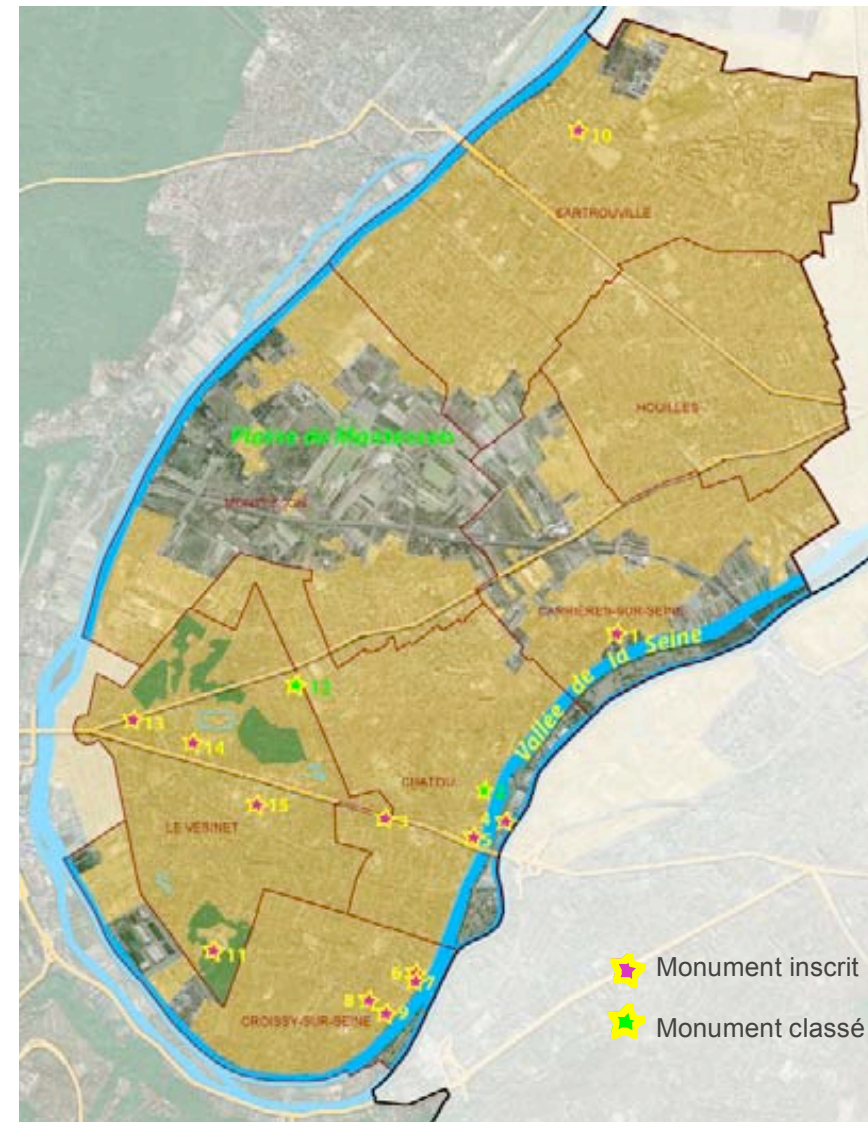 10
SARTROUVILLE
HOUILLES
Plaine de Montesson
MONTESSON
CARRIÈRES-SUR-SEINE
1
Vallée de la Seine
12
13
14
CHATOU
15
3
4
5
LE VESINET
11
6
7
8
9
CROISSY-SUR-SEINE
Monument inscrit
Monument classé